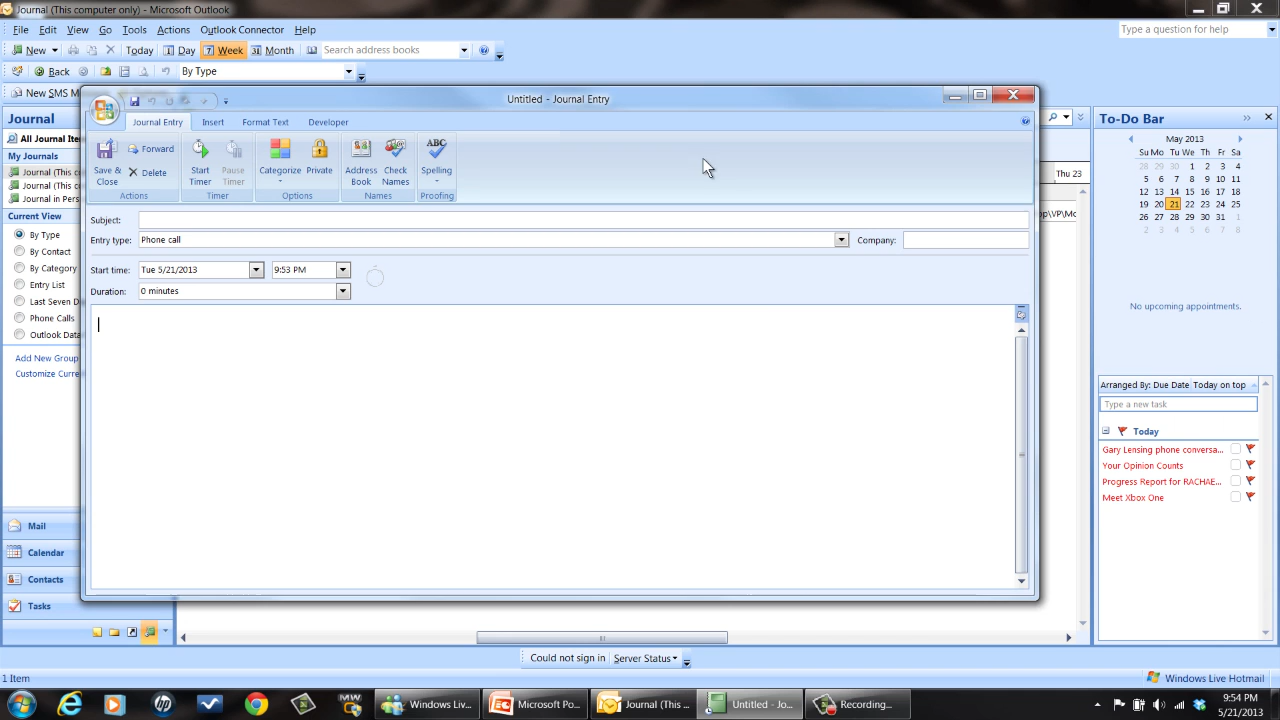 Journal (This computer only) - Microsoft Outlook
File Edit View Go Tools Actions Outlook Connector Help
Type a question for help
New Today Day Week Month Search address books
Back By Type
New SMS M
Untitled - Journal Entry
Journal Entry Insert Format Text Developer
Save & Close
Forward
Delete
Start Timer
Pause Timer
Categorize
Private
Address Book
Check Names
ABC
Spelling
Actions Timer Options Names Proofing
Subject:
Entry type: Phone call Company:
Start time: Tue 5/21/2013 9:53 PM
Duration: 0 minutes
Journal
All Journal Ite
My Journals
Journal (This co
Journal (This co
Journal in Pers
Current View
By Type
By Contact
By Category
Entry List
Last Seven D
Phone Calls
Outlook Data
Add New Group
Customize Curre
Mail
Calendar
Contacts
Tasks
Thu 23
op\VP\Mo
To-Do Bar
May 2013
Su Mo Tu We Th Fr Sa
28 29 30 1 2 3 4
5 6 7 8 9 10 11
12 13 14 15 16 17 18
19 20 21 22 23 24 25
26 27 28 29 30 31 1
2 3 4 5 6 7 8
No upcoming appointments.
Arranged By: Due Date Today on top
Type a new task
Today
Gary Lensing phone conversa...
Your Opinion Counts
Progress Report for RACHAE...
Meet Xbox One
Could not sign in Server Status
1 Item
Windows Live Hotmail
Windows Liv... Microsoft Po... Journal (This ... Untitled - Jo... Recording...
9:54 PM
5/21/2013